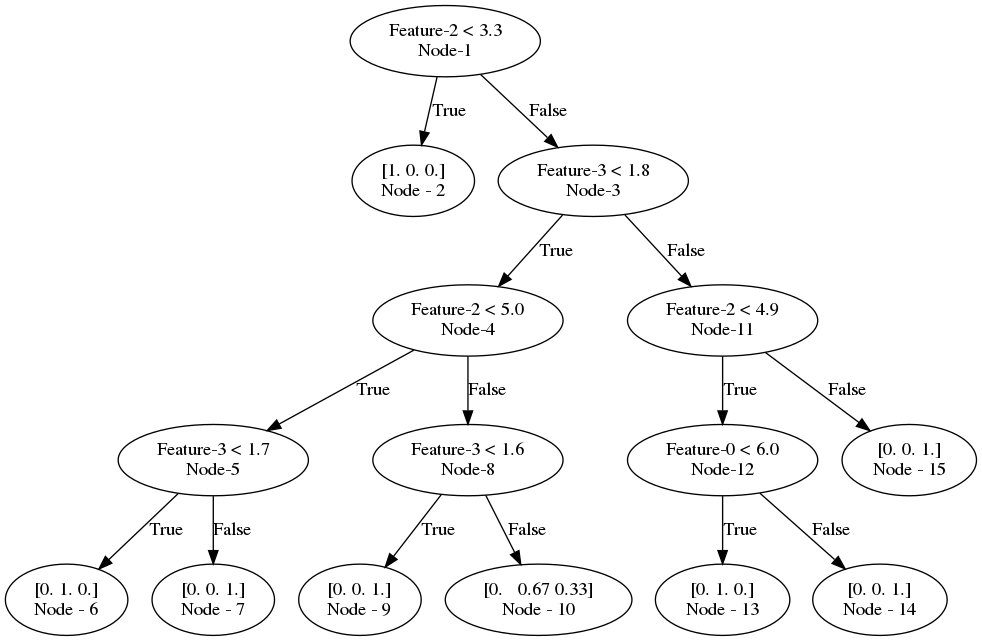 Feature-2 < 3.3
Node-1
True
False
[1. 0. 0.]
Node - 2
Feature-3 < 1.8
Node-3
True
False
Feature-2 < 5.0
Node-4
Feature-2 < 4.9
Node-11
True
False
True
False
Feature-3 < 1.7
Node-5
Feature-3 < 1.6
Node-8
Feature-0 < 6.0
Node-12
[0. 0. 1.]
Node - 15
True
False
True
False
True
False
[0. 1. 0.]
Node - 6
[0. 0. 1.]
Node - 7
[0. 0. 1.]
Node - 9
[0.   0.67 0.33]
Node - 10
[0. 1. 0.]
Node - 13
[0. 0. 1.]
Node - 14